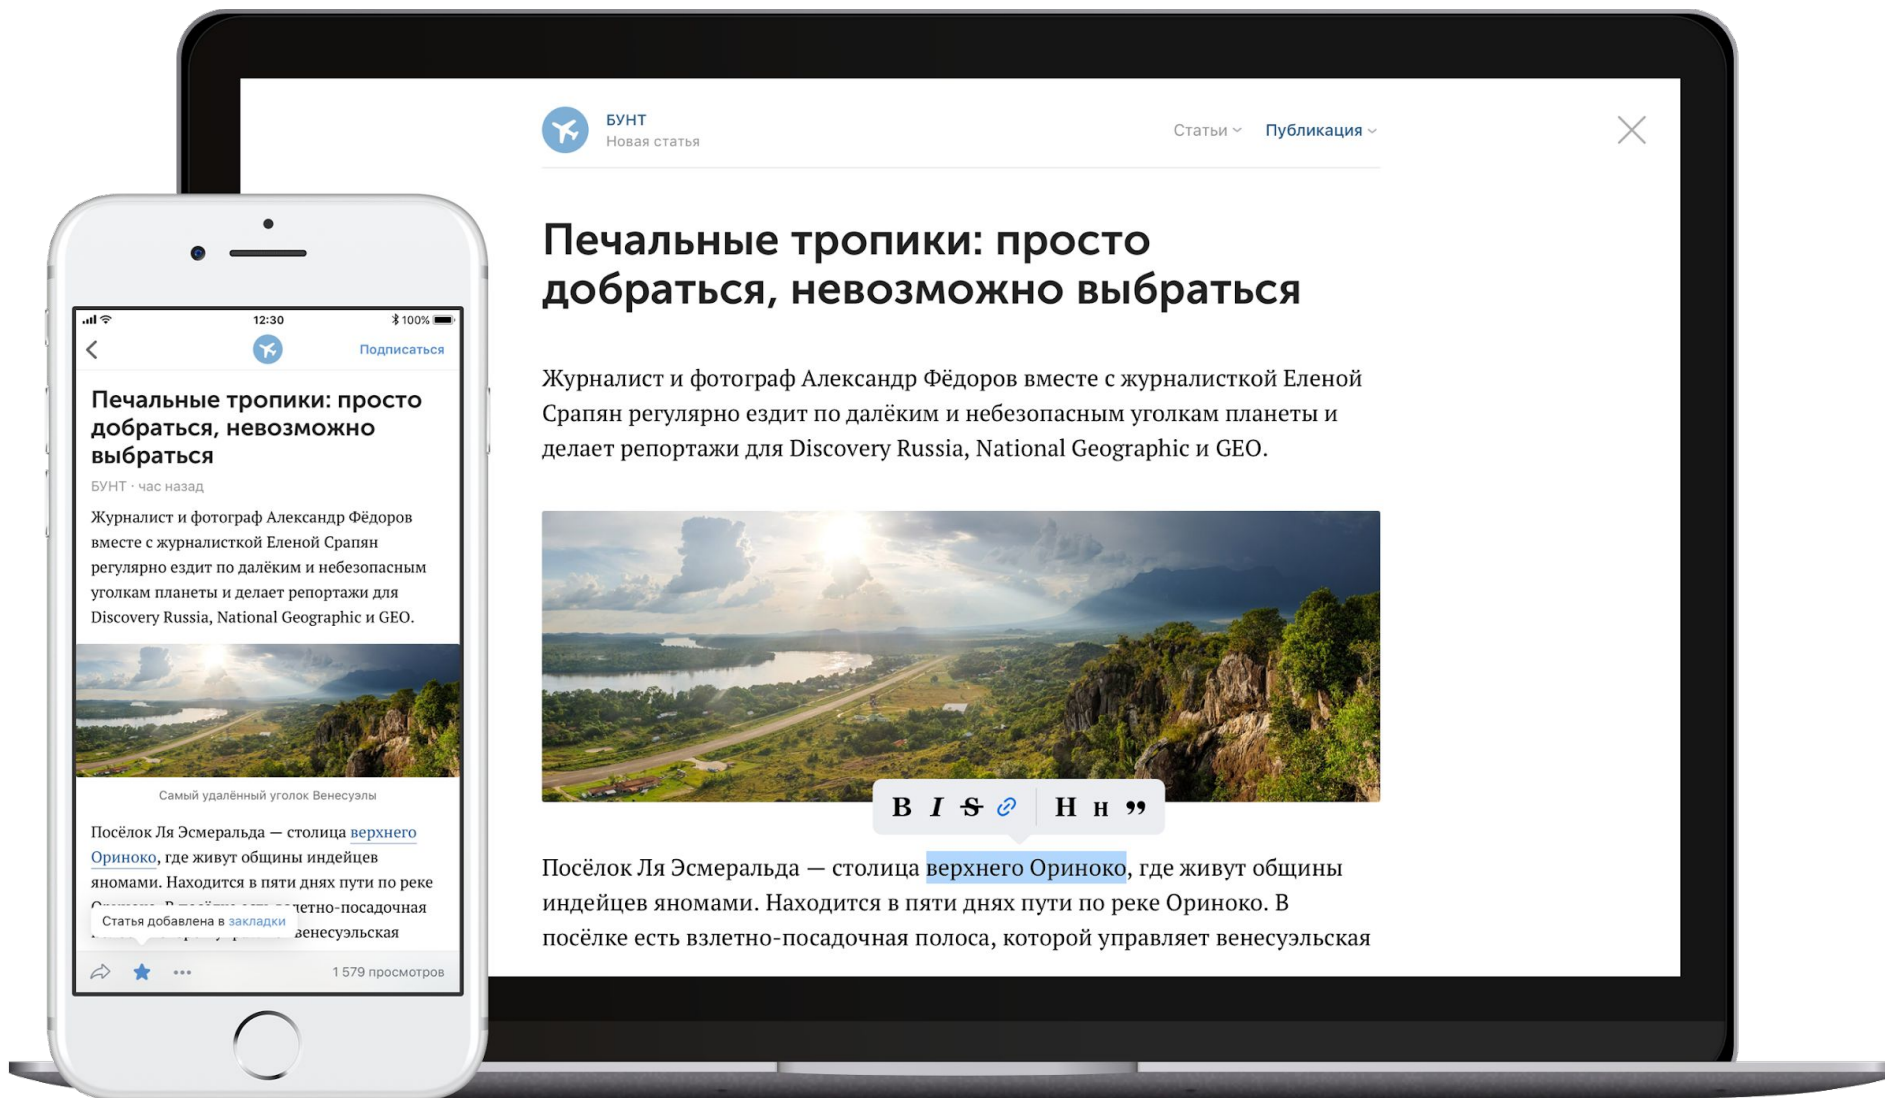 БУНТ
Новая статья
Статьи
Публикация
Печальные тропики: просто
добраться, невозможно выбраться
Журналист и фотограф Александр Фёдоров вместе с журналисткой Еленой
Срапян регулярно ездит по далёким и небезопасным уголкам планеты и
делает репортажи для Discovery Russia, National Geographic и GEO.
B I S H H ”
Посёлок Ля Эсмеральда — столица верхнего Ориноко, где живут общины
индейцев яномами. Находится в пяти днях пути по реке Ориноко. В
посёлке есть взлетно-посадочная полоса, которой управляет венесуэльская
12:30
100%
Подписаться
Печальные тропики: просто
добраться, невозможно
выбраться
БУНТ · час назад
Журналист и фотограф Александр Фёдоров
вместе с журналисткой Еленой Срапян
регулярно ездит по далёким и небезопасным
уголкам планеты и делает репортажи для
Discovery Russia, National Geographic и GEO.
Самый удалённый уголок Венесуэлы
Посёлок Ля Эсмеральда — столица верхнего
Ориноко, где живут общины индейцев
яномами. Находится в пяти днях пути по реке
Статья добавлена в закладки
венесуэльская
1 579 просмотров